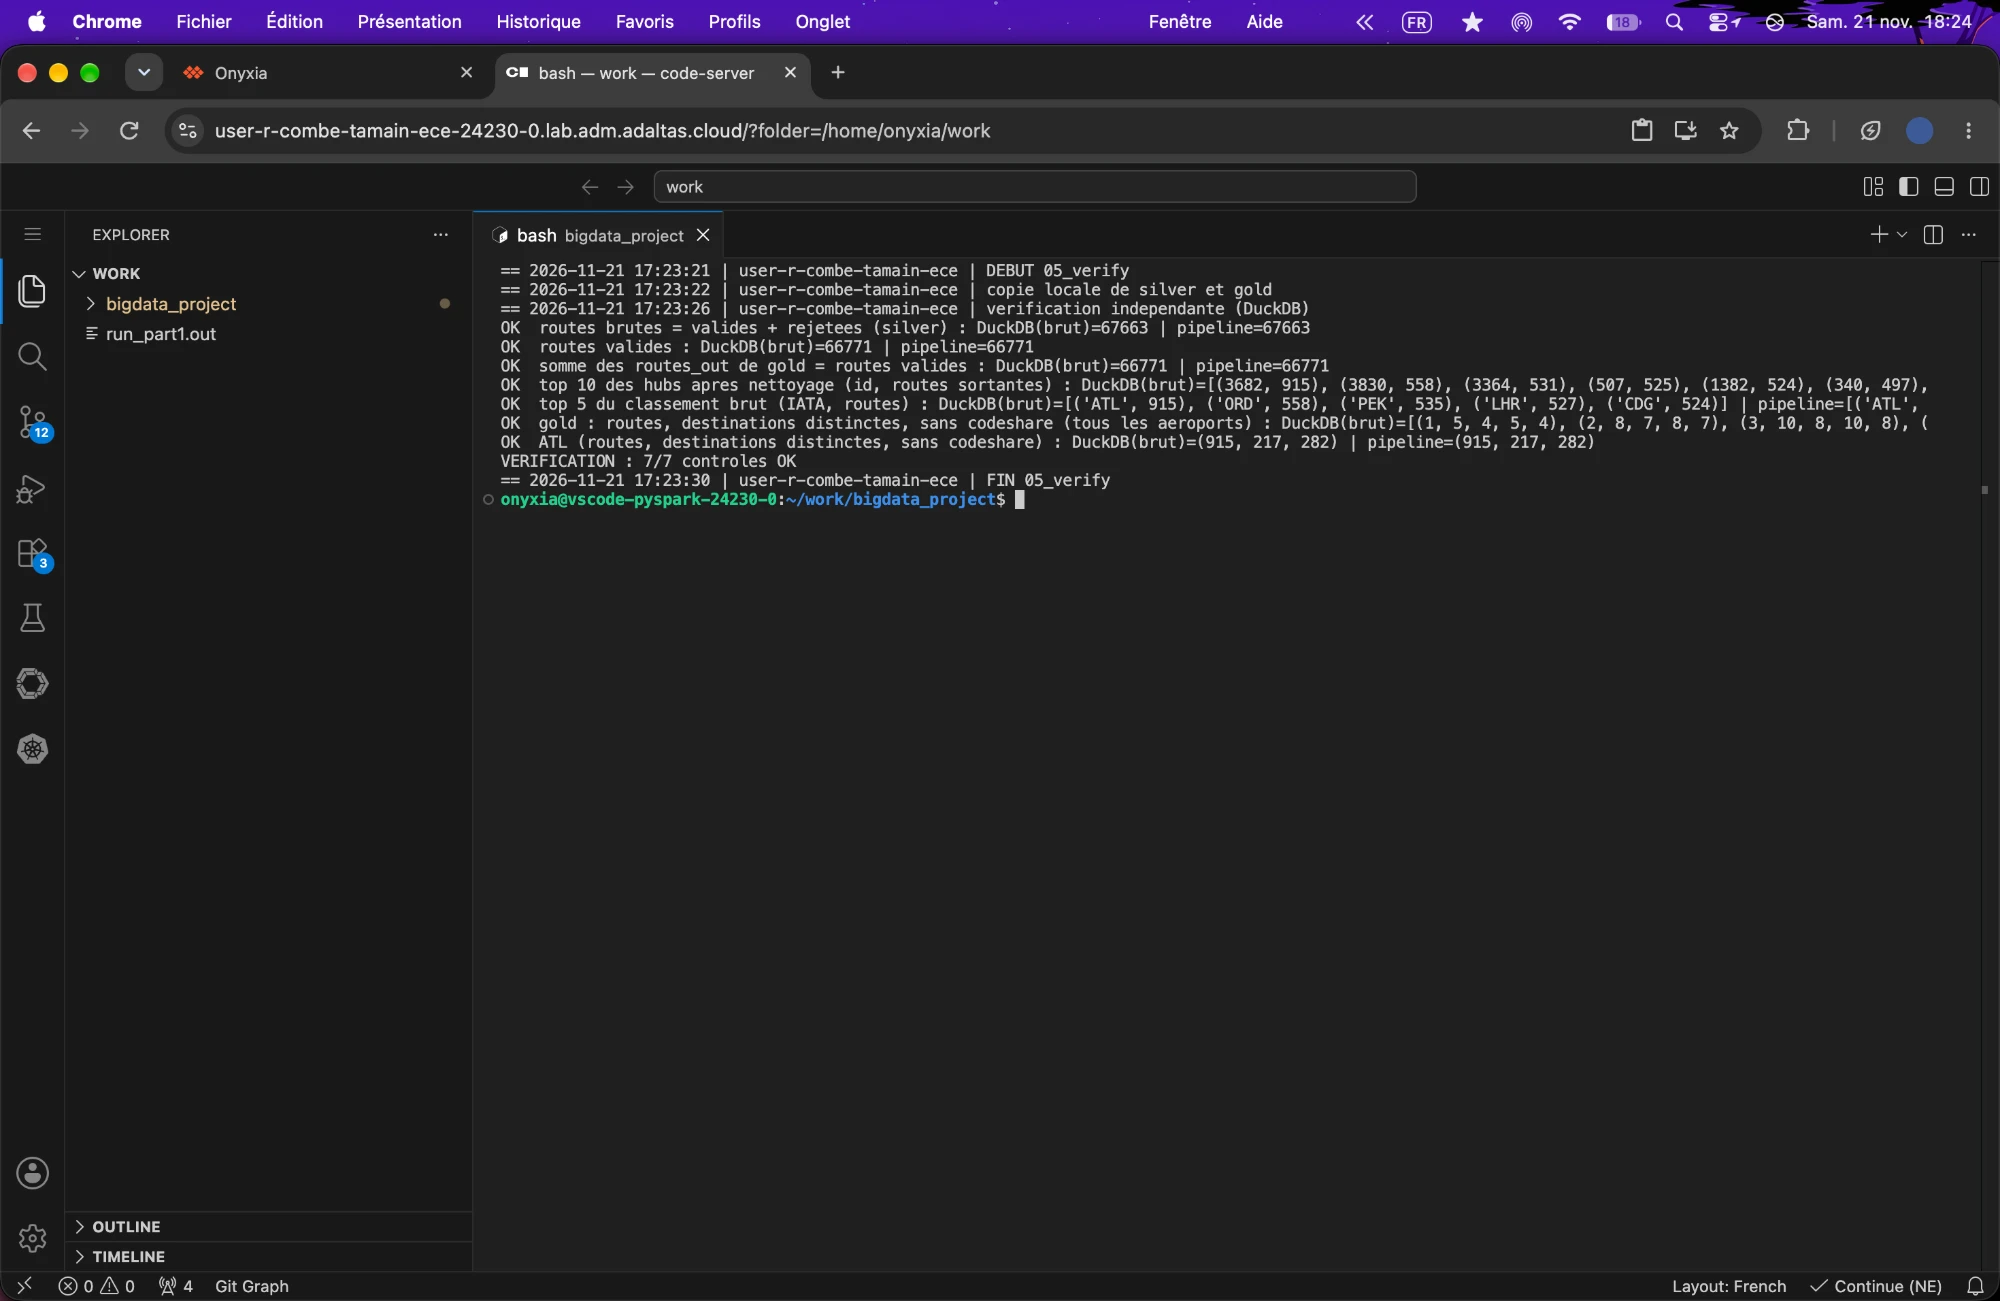 Chrome Fichier Édition Présentation Historique Favoris Profils Onglet Fenêtre Aide FR 18 Sam. 21 nov. 18:24
Onyxia bash — work — code-server
user-r-combe-tamain-ece-24230-0.lab.adm.adaltas.cloud/?folder=/home/onyxia/work
work
EXPLORER
bash bigdata_project
WORK
bigdata_project
run_part1.out
12
3
== 2026-11-21 17:23:21 | user-r-combe-tamain-ece | DEBUT 05_verify
== 2026-11-21 17:23:22 | user-r-combe-tamain-ece | copie locale de silver et gold
== 2026-11-21 17:23:26 | user-r-combe-tamain-ece | verification independante (DuckDB)
OK  routes brutes = valides + rejetees (silver) : DuckDB(brut)=67663 | pipeline=67663
OK  routes valides : DuckDB(brut)=66771 | pipeline=66771
OK  somme des routes_out de gold = routes valides : DuckDB(brut)=66771 | pipeline=66771
OK  top 10 des hubs apres nettoyage (id, routes sortantes) : DuckDB(brut)=[(3682, 915), (3830, 558), (3364, 531), (507, 525), (1382, 524), (340, 497),
OK  top 5 du classement brut (IATA, routes) : DuckDB(brut)=[('ATL', 915), ('ORD', 558), ('PEK', 535), ('LHR', 527), ('CDG', 524)] | pipeline=[('ATL',
OK  gold : routes, destinations distinctes, sans codeshare (tous les aeroports) : DuckDB(brut)=[(1, 5, 4, 5, 4), (2, 8, 7, 8, 7), (3, 10, 8, 10, 8), (
OK  ATL (routes, destinations distinctes, sans codeshare) : DuckDB(brut)=(915, 217, 282) | pipeline=(915, 217, 282)
VERIFICATION : 7/7 controles OK
== 2026-11-21 17:23:30 | user-r-combe-tamain-ece | FIN 05_verify
onyxia@vscode-pyspark-24230-0:~/work/bigdata_project$
OUTLINE
TIMELINE
0 0 4 Git Graph Layout: French Continue (NE)